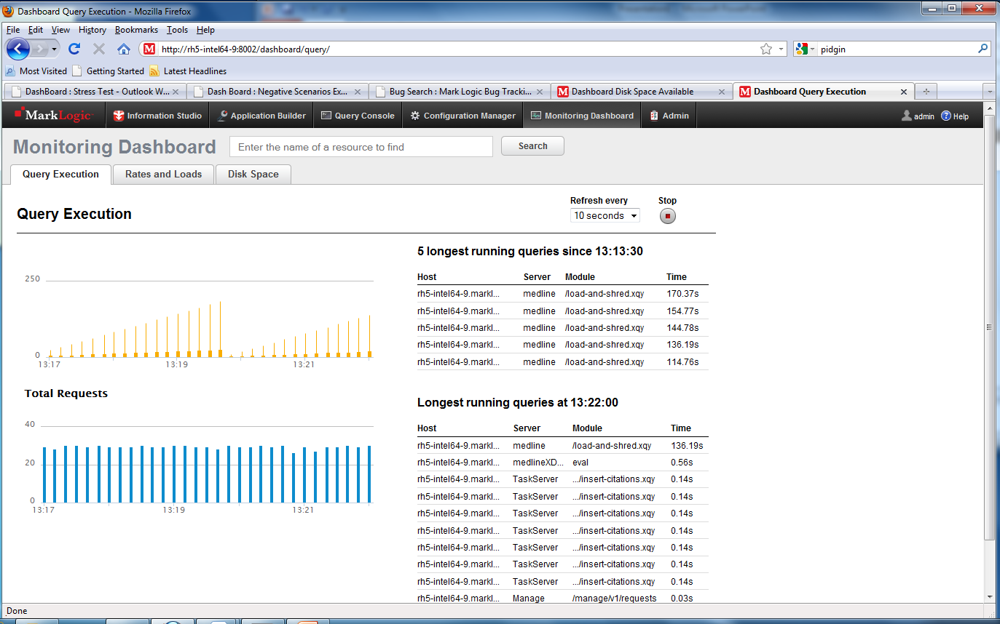 Dashboard Query Execution - Mozilla Firefox
File Edit View History Bookmarks Tools Help
http://rh5-intel64-9:8002/dashboard/query/ pidgin
Most Visited Getting Started Latest Headlines
DashBoard : Stress Test - Outlook W... Dash Board : Negative Scenarios Ex... Bug Search : Mark Logic Bug Tracki... Dashboard Disk Space Available Dashboard Query Execution
MarkLogic Information Studio Application Builder Query Console Configuration Manager Monitoring Dashboard Admin admin Help
Monitoring Dashboard Enter the name of a resource to find Search
Query Execution Rates and Loads Disk Space
Refresh every Stop
Query Execution 10 seconds
5 longest running queries since 13:13:30
Host Server Module Time
rh5-intel64-9.markl... medline /load-and-shred.xqy 170.37s
rh5-intel64-9.markl... medline /load-and-shred.xqy 154.77s
rh5-intel64-9.markl... medline /load-and-shred.xqy 144.78s
rh5-intel64-9.markl... medline /load-and-shred.xqy 136.19s
rh5-intel64-9.markl... medline /load-and-shred.xqy 114.76s
250
0
13:17 13:19 13:21
Total Requests
40
20
0
13:17 13:19 13:21
Longest running queries at 13:22:00
Host Server Module Time
rh5-intel64-9.markl... medline /load-and-shred.xqy 136.19s
rh5-intel64-9.markl... medlineXD... eval 0.56s
rh5-intel64-9.markl... TaskServer .../insert-citations.xqy 0.14s
rh5-intel64-9.markl... TaskServer .../insert-citations.xqy 0.14s
rh5-intel64-9.markl... TaskServer .../insert-citations.xqy 0.14s
rh5-intel64-9.markl... TaskServer .../insert-citations.xqy 0.14s
rh5-intel64-9.markl... TaskServer .../insert-citations.xqy 0.14s
rh5-intel64-9.markl... TaskServer .../insert-citations.xqy 0.14s
rh5-intel64-9.markl... TaskServer .../insert-citations.xqy 0.14s
rh5-intel64-9.markl... Manage /manage/v1/requests 0.03s
Done